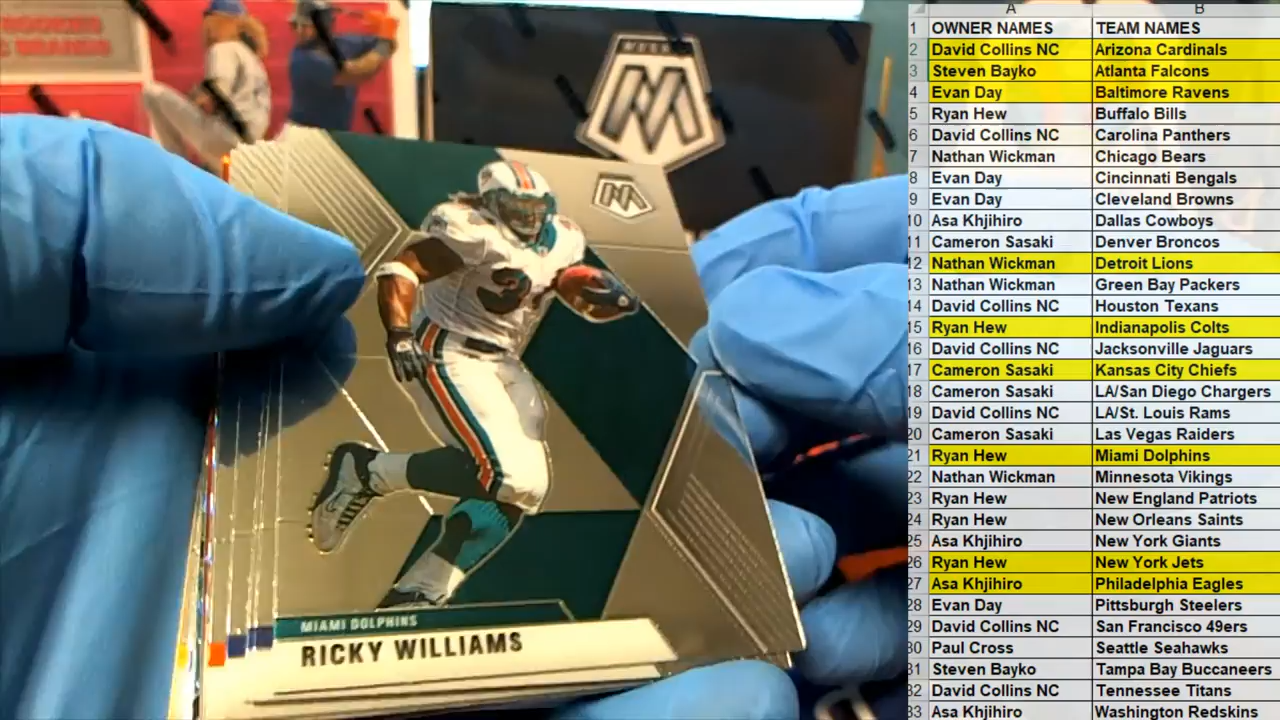 MIAMI DOLPHINS
RICKY WILLIAMS
A B
1 OWNER NAMES TEAM NAMES
2 David Collins NC Arizona Cardinals
3 Steven Bayko Atlanta Falcons
4 Evan Day Baltimore Ravens
5 Ryan Hew Buffalo Bills
6 David Collins NC Carolina Panthers
7 Nathan Wickman Chicago Bears
8 Evan Day Cincinnati Bengals
9 Evan Day Cleveland Browns
10 Asa Khjihiro Dallas Cowboys
11 Cameron Sasaki Denver Broncos
12 Nathan Wickman Detroit Lions
13 Nathan Wickman Green Bay Packers
14 David Collins NC Houston Texans
15 Ryan Hew Indianapolis Colts
16 David Collins NC Jacksonville Jaguars
17 Cameron Sasaki Kansas City Chiefs
18 Cameron Sasaki LA/San Diego Chargers
19 David Collins NC LA/St. Louis Rams
20 Cameron Sasaki Las Vegas Raiders
21 Ryan Hew Miami Dolphins
22 Nathan Wickman Minnesota Vikings
23 Ryan Hew New England Patriots
24 Ryan Hew New Orleans Saints
25 Asa Khjihiro New York Giants
26 Ryan Hew New York Jets
27 Asa Khjihiro Philadelphia Eagles
28 Evan Day Pittsburgh Steelers
29 David Collins NC San Francisco 49ers
30 Paul Cross Seattle Seahawks
31 Steven Bayko Tampa Bay Buccaneers
32 David Collins NC Tennessee Titans
33 Asa Khjihiro Washington Redskins